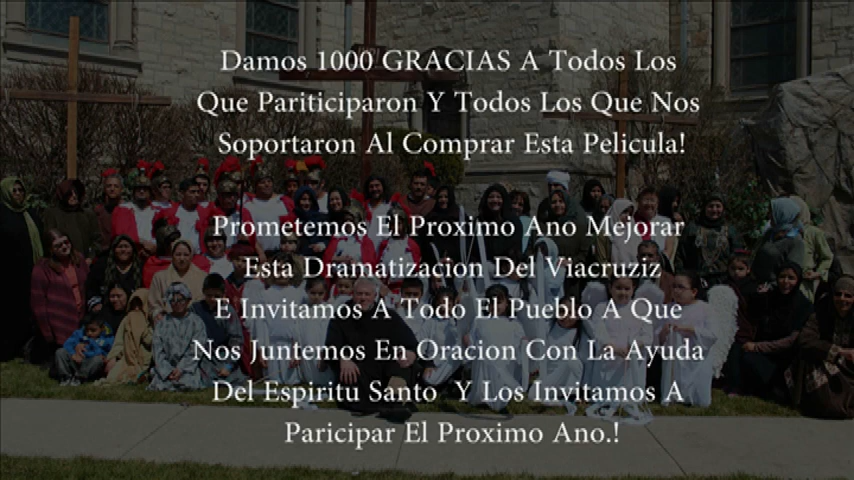 Damos 1000 GRACIAS A Todos Los
Que Pariticiparon Y Todos Los Que Nos
Soportaron Al Comprar Esta Pelicula!
Prometemos El Proximo Ano Mejorar
Esta Dramatizacion Del Viacruziz
E Invitamos A Todo El Pueblo A Que
Nos Juntemos En Oracion Con La Ayuda
Del Espiritu Santo Y Los Invitamos A
Paricipar El Proximo Ano.!